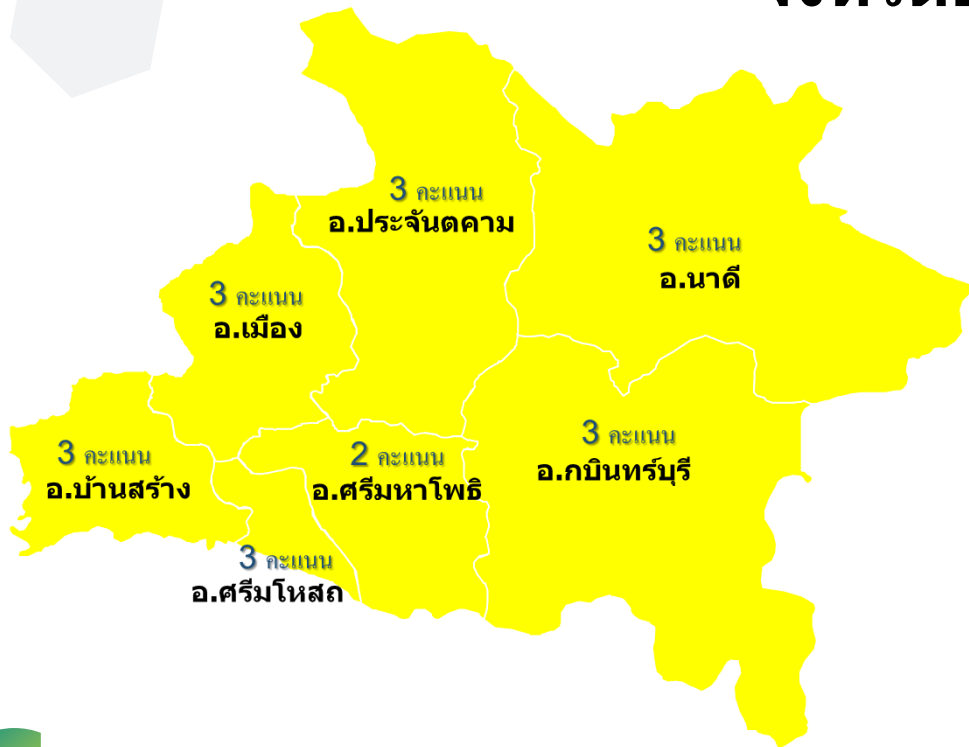 3 คะแนน
อ.ประจันตคาม
3 คะแนน
อ.นาดี
3 คะแนน
อ.เมือง
3 คะแนน
อ.กบินทร์บุรี
3 คะแนน
อ.บ้านสร้าง
2 คะแนน
อ.ศรีมหาโพธิ
3 คะแนน
อ.ศรีมโหสถ